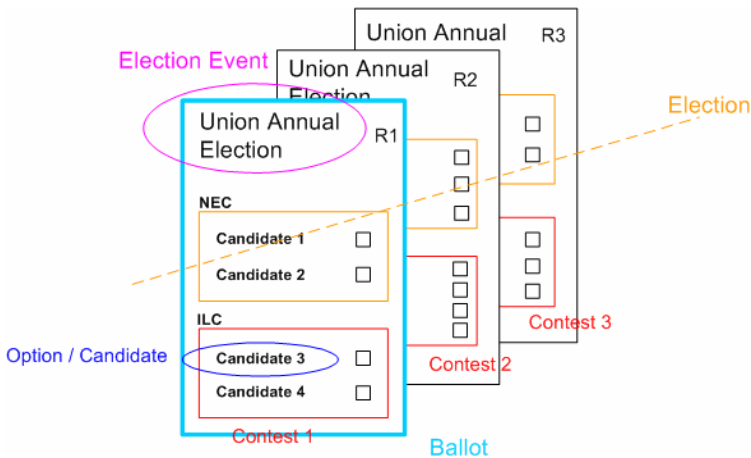 Union Annual
R3
Election Event
Union Annual
Election
R2
Election
Union Annual
Election
R1
NEC
Candidate 1
Candidate 2
ILC
Contest 3
Option / Candidate
Candidate 3
Contest 2
Candidate 4
Contest 1
Ballot